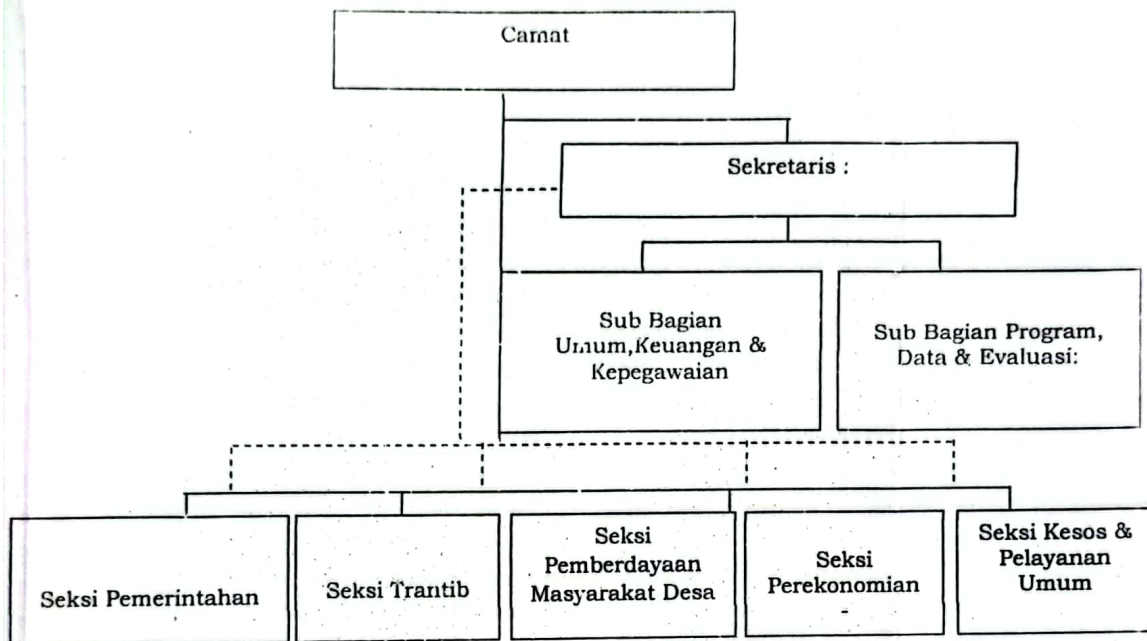 Camat
Sekretaris :
Sub Bagian
Umum,Keuangan &
Kepegawaian
Sub Bagian Program,
Data & Evaluasi:
Seksi Pemerintahan
Seksi Trantib
Seksi
Pemberdayaan
Masyarakat Desa
Seksi
Perekonomian
-
Seksi Kesos &
Pelayanan
Umum